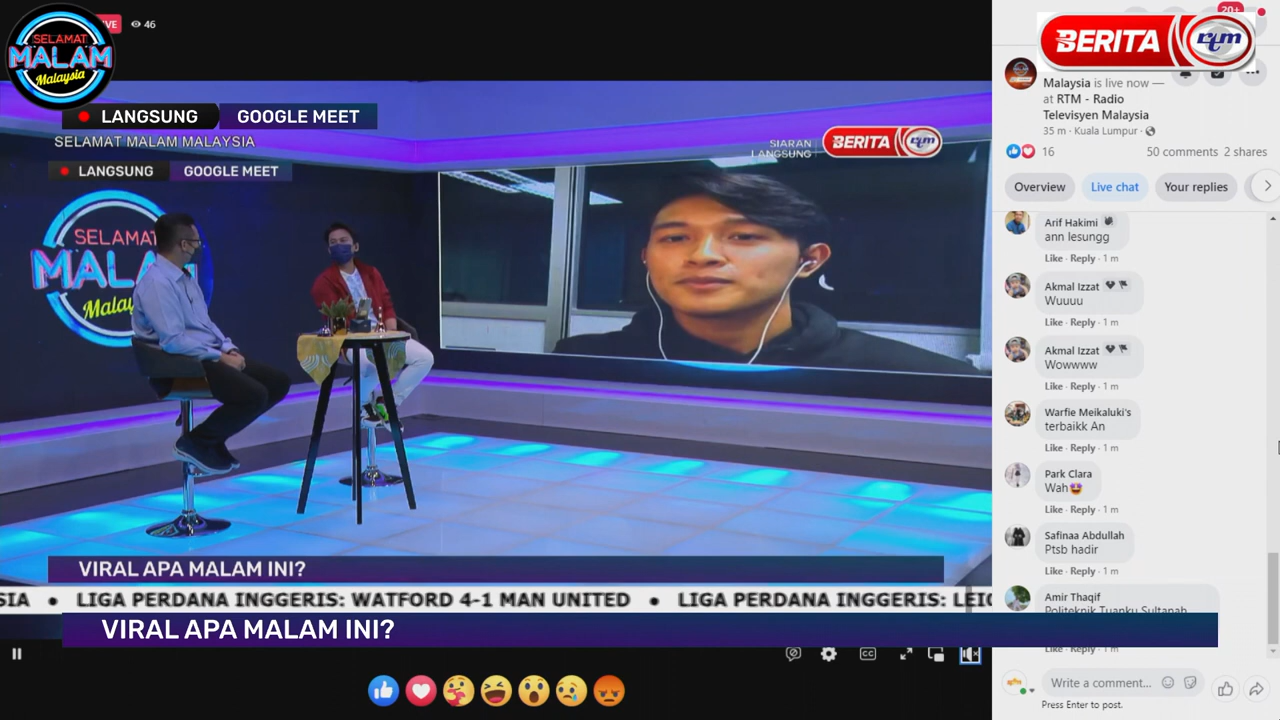 SELAMAT
MALAM
Malaysia
VE
46
LANGSUNG
GOOGLE MEET
SELAMAT MALAM MALAYSIA
LANGSUNG
GOOGLE MEET
SIARAN
LANGSUNG
BERITA rtm
SELAMAT
MALAM
Malay
VIRAL APA MALAM INI?
SIA • LIGA PERDANA INGGERIS: WATFORD 4-1 MAN UNITED • LIGA PERDANA INGGERIS: LEIC
VIRAL APA MALAM INI?
CC
20+
BERITA rtm
Malaysia is live now —
at RTM - Radio
Televisyen Malaysia
35 m · Kuala Lumpur ·
16
50 comments 2 shares
Overview
Live chat
Your replies
Arif Hakimi
ann lesungg
Like · Reply · 1 m
Akmal Izzat
Wuuuu
Like · Reply · 1 m
Akmal Izzat
Wowwww
Like · Reply · 1 m
Warfie Meikaluki's
terbaikk An
Like · Reply · 1 m
Park Clara
Wah🤩
Like · Reply · 1 m
Safinaa Abdullah
Ptsb hadir
Like · Reply · 1 m
Amir Thaqif
Politeknik Tuanku Sultanah
Like · Reply · 1 m
Write a comment...
Press Enter to post.